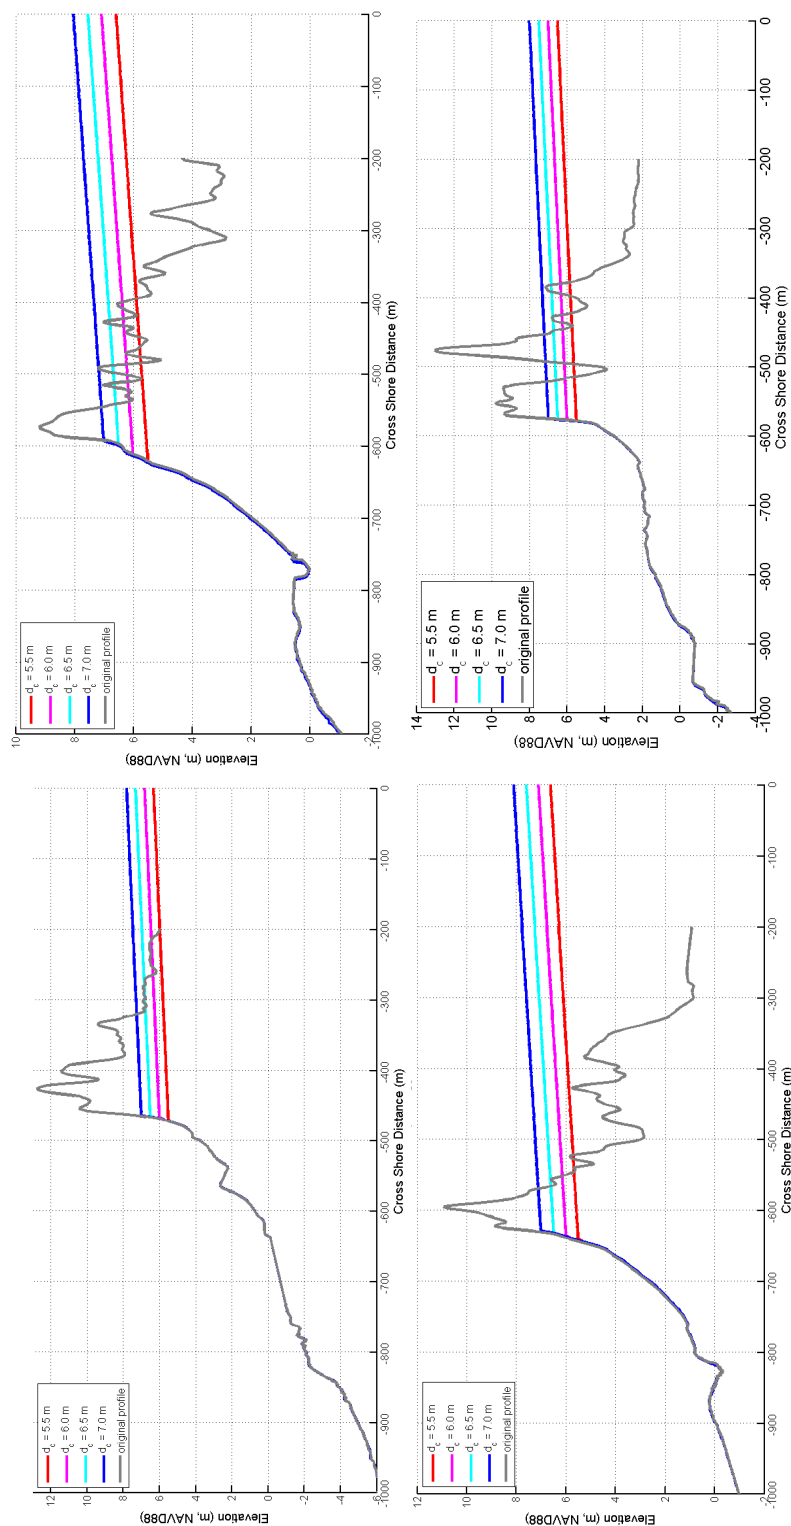 d_c = 5.5 m
d_c = 6.0 m
d_c = 6.5 m
d_c = 7.0 m
original profile
Elevation (m, NAVD88)
12
10
8
6
4
2
0
-2
-4
-6
-1000 -900 -800 -700 -600 -500 -400 -300 -200 -100 0
Cross Shore Distance (m)
d_c = 5.5 m
d_c = 6.0 m
d_c = 6.5 m
d_c = 7.0 m
original profile
Elevation (m, NAVD88)
10
8
6
4
2
0
-2
-1000 -900 -800 -700 -600 -500 -400 -300 -200 -100 0
Cross Shore Distance (m)
d_c = 5.5 m
d_c = 6.0 m
d_c = 6.5 m
d_c = 7.0 m
original profile
Elevation (m, NAVD88)
12
10
8
6
4
2
0
-2
-1000 -900 -800 -700 -600 -500 -400 -300 -200 -100 0
Cross Shore Distance (m)
d_c = 5.5 m
d_c = 6.0 m
d_c = 6.5 m
d_c = 7.0 m
original profile
Elevation (m, NAVD88)
14
12
10
8
6
4
2
0
-2
-4
-1000 -900 -800 -700 -600 -500 -400 -300 -200 -100 0
Cross Shore Distance (m)